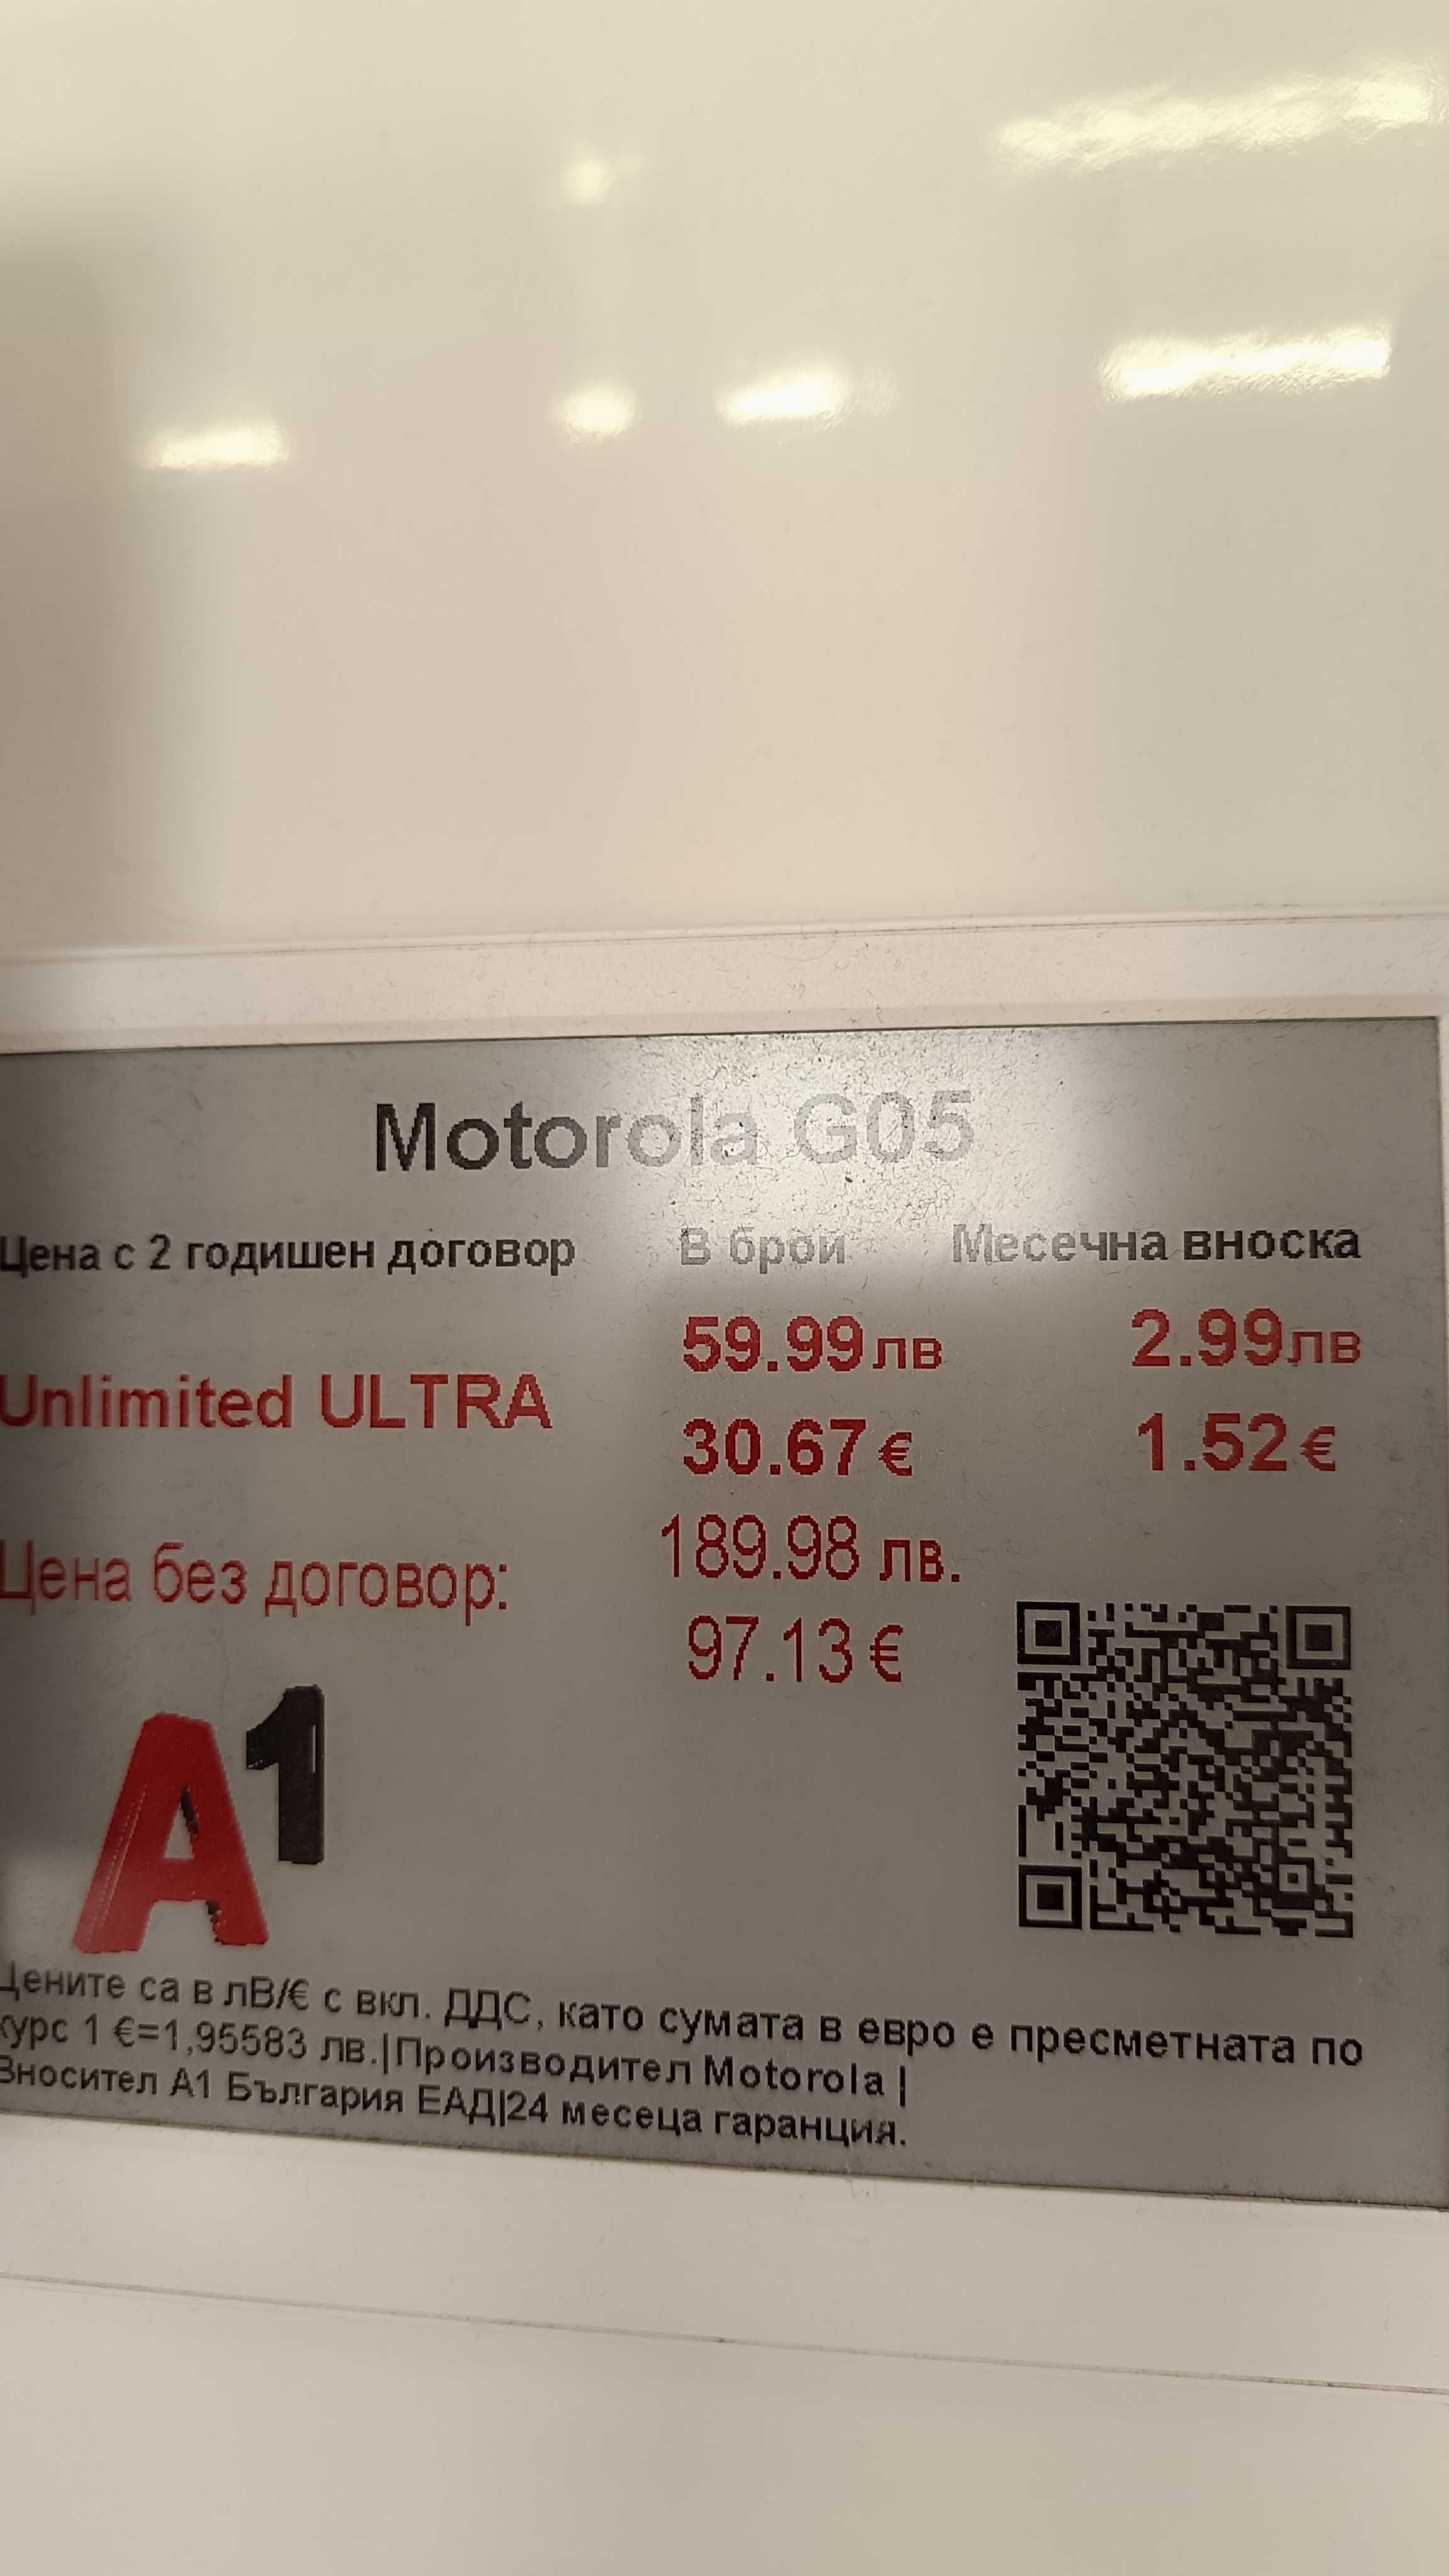 Motorola G05
Цена с 2 годишен договор В брой Месечна вноска
59.99лв 2.99лв
Unlimited ULTRA
30.67€ 1.52€
189.98 лв.
Цена без договор:
97.13€
A1
Цените са в лВ/€ с вкл. ДДС, като сумата в евро е пресметната по
курс 1 €=1,95583 лв.|Производител Motorola |
Вносител А1 България ЕАД|24 месеца гаранция.